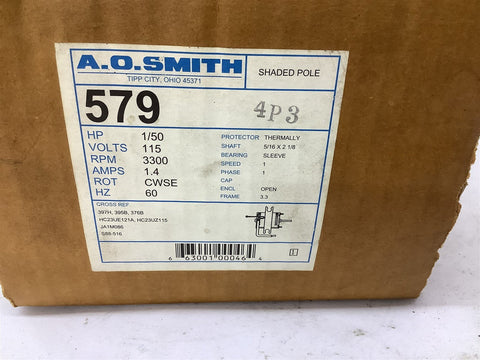 A.O.SMITH
TIPP CITY, OHIO 45371
SHADED POLE
579
4P3
HP 1/50
VOLTS 115
RPM 3300
AMPS 1.4
ROT CWSE
HZ 60
PROTECTOR THERMALLY
SHAFT 5/16 X 2 1/8
BEARING SLEEVE
SPEED 1
PHASE 1
CAP
ENCL OPEN
FRAME 3.3
CROSS REF
397H, 395B, 376B
HC23UE121A, HC23UZ115
JA1M086
S88-516
6 63001 00046 4